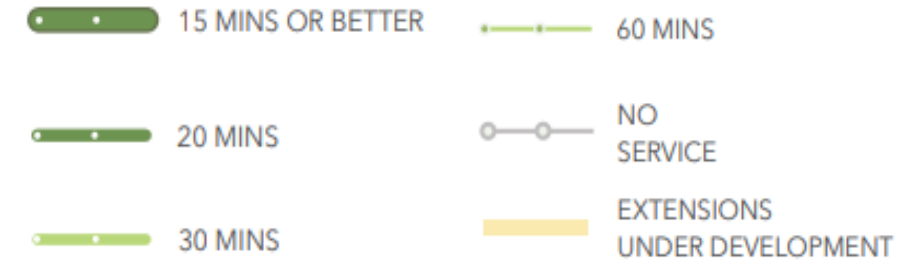 15 MINS OR BETTER
20 MINS
30 MINS
60 MINS
NO
SERVICE
EXTENSIONS
UNDER DEVELOPMENT